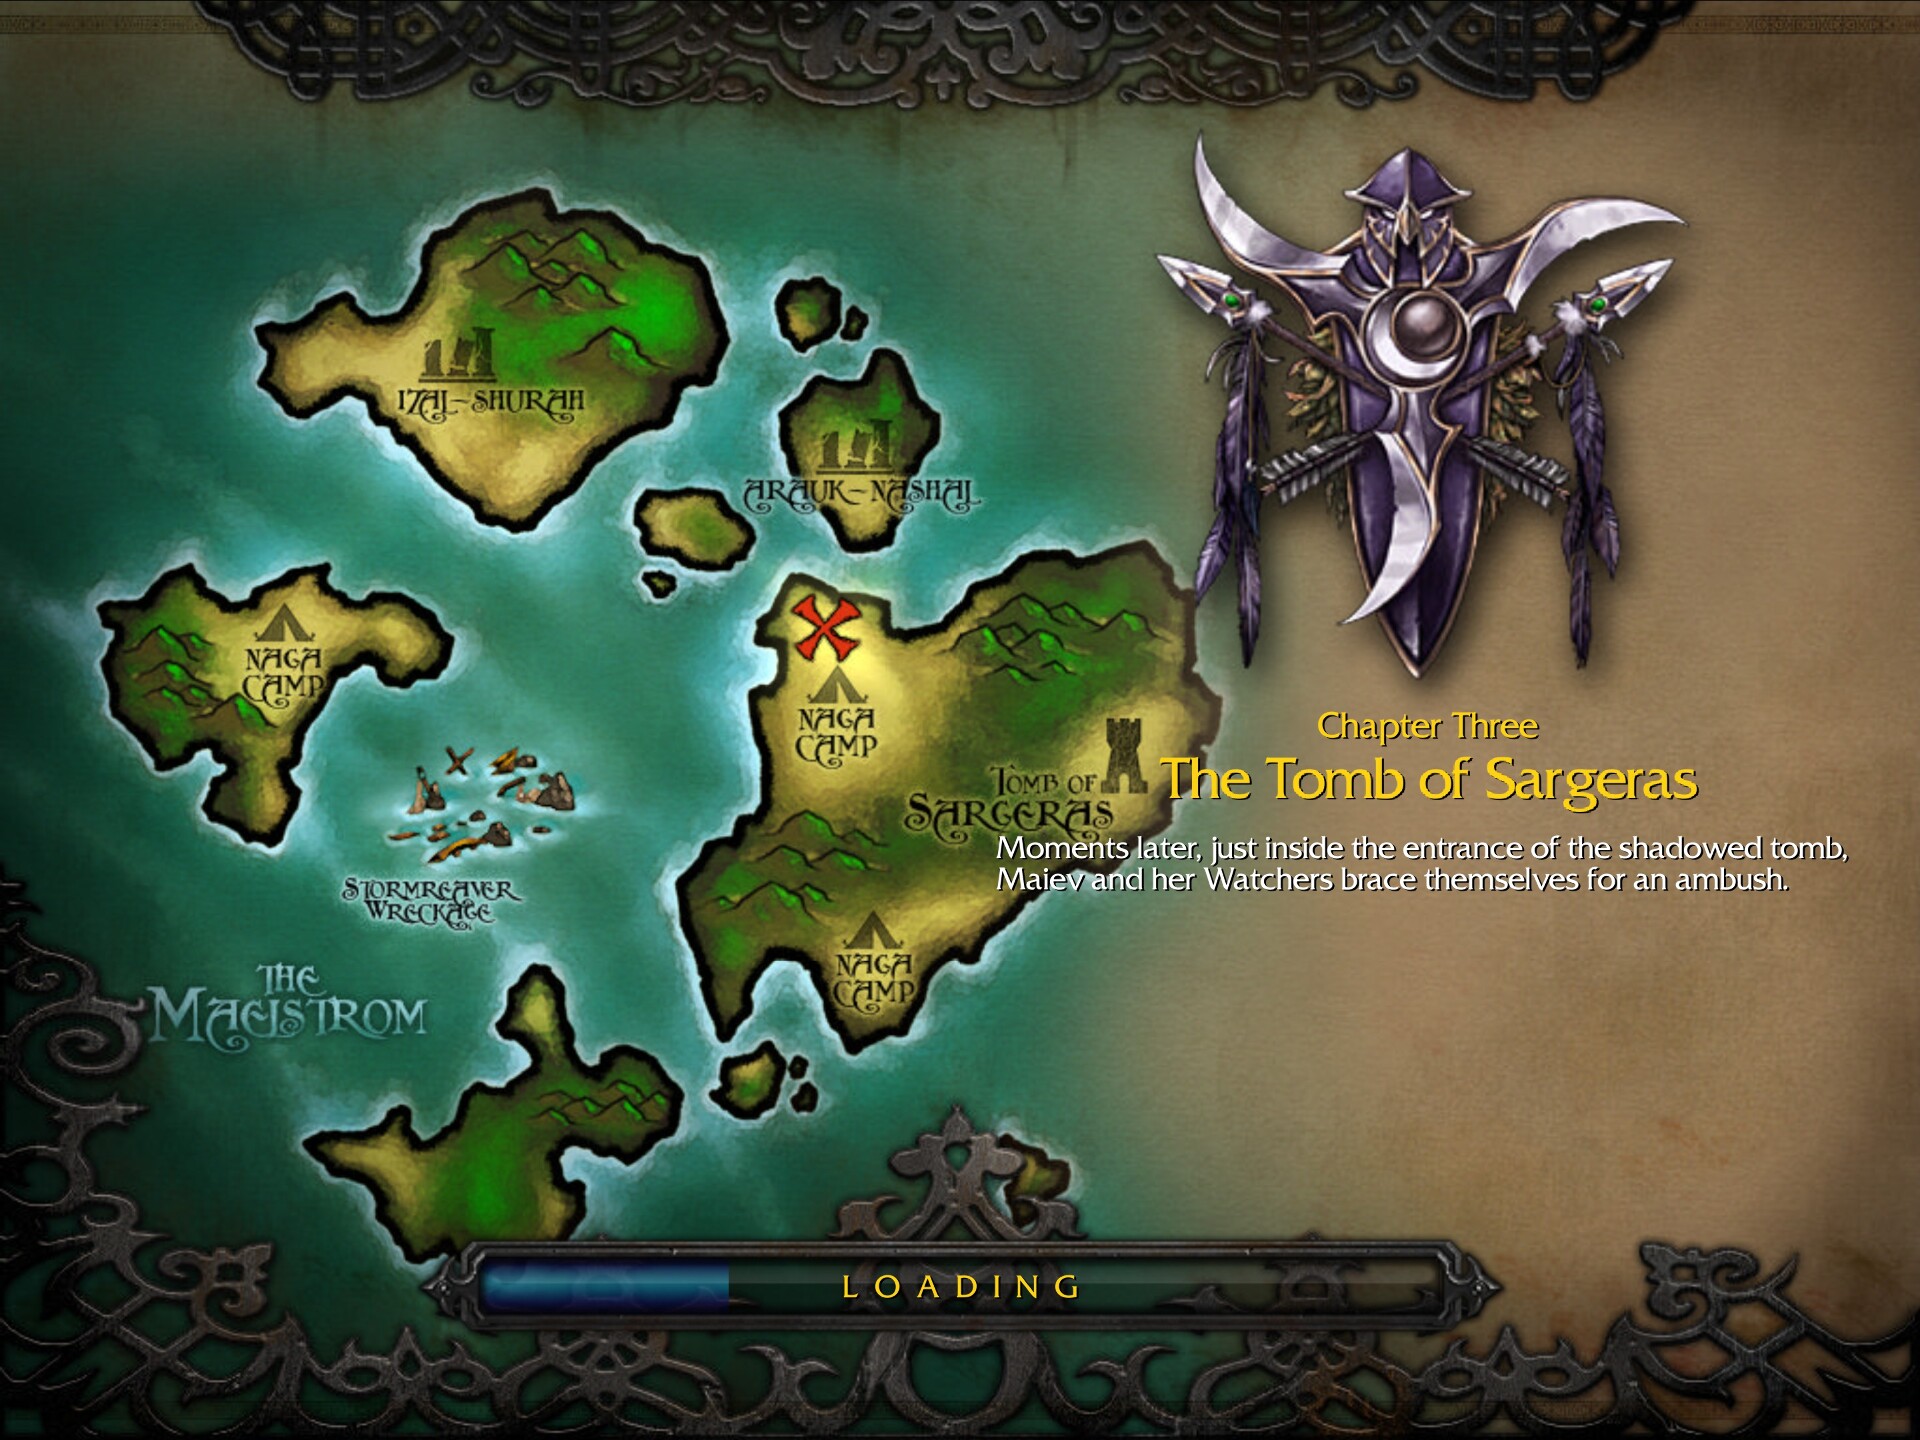 IZAL-SHURAH
ARAUK-NASHAL
NAGA
CAMP
NAGA
CAMP
TOMB OF
SARGERAS
Chapter Three
The Tomb of Sargeras
Moments later, just inside the entrance of the shadowed tomb,
Maiev and her Watchers brace themselves for an ambush.
STORMREAVER
WRECKAGE
NAGA
CAMP
THE
MAELSTROM
LOADING